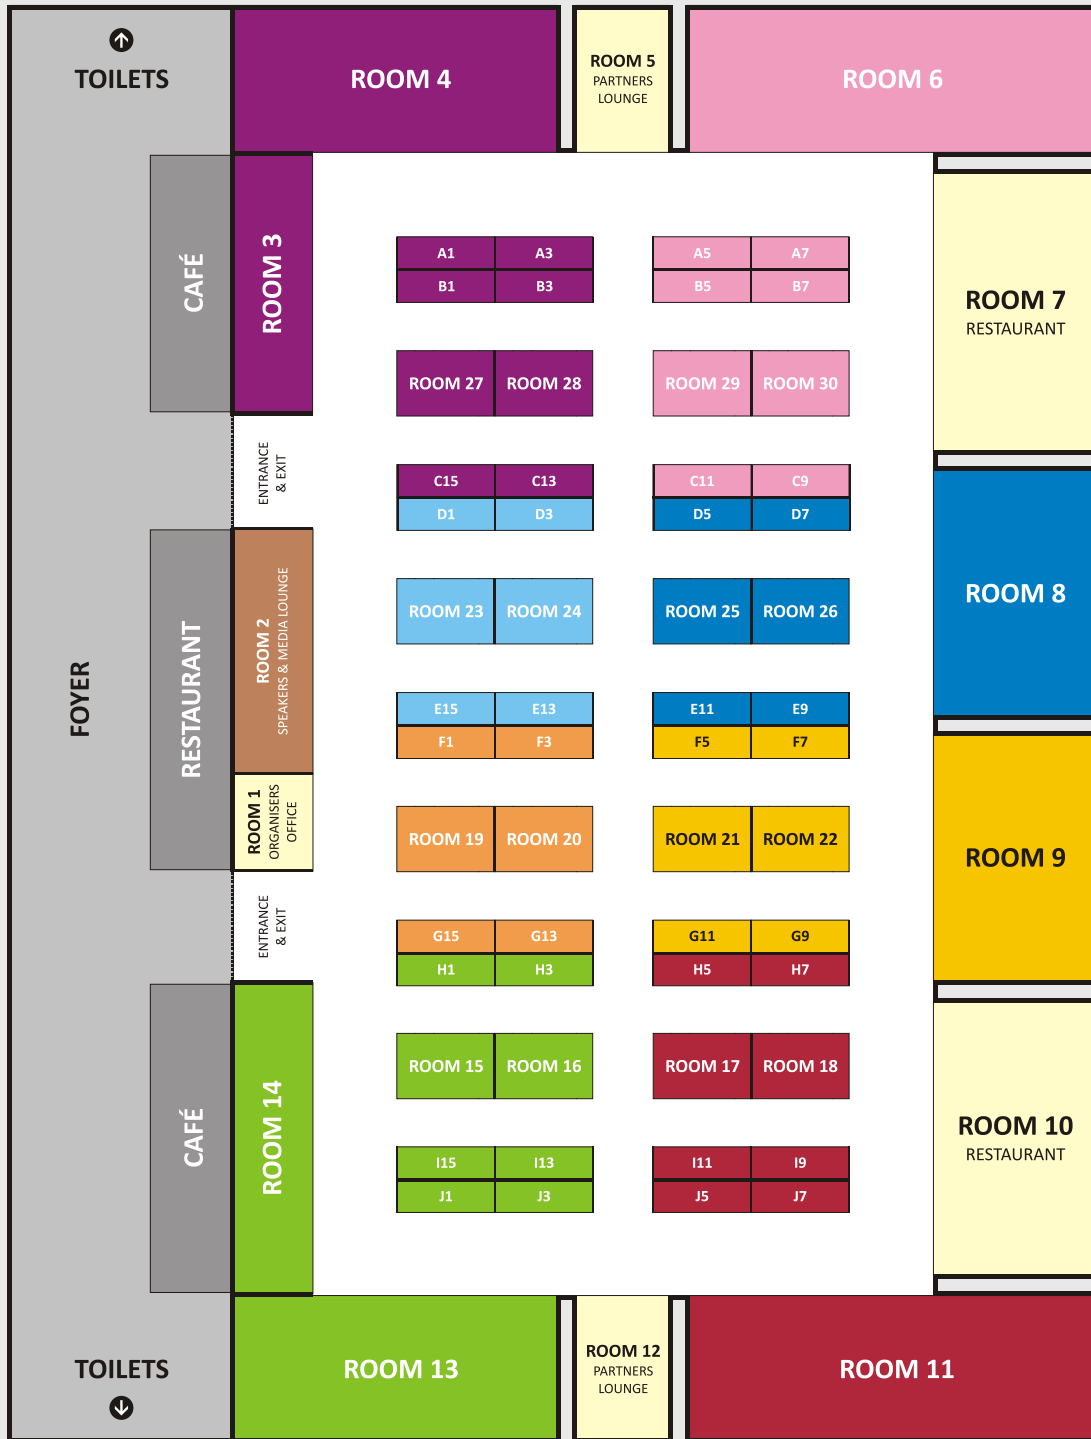 TOILETS
ROOM 4
ROOM 5
PARTNERS
LOUNGE
ROOM 6
CAFÉ
ROOM 3
A1
A3
B1
B3
A5
A7
B5
B7
ROOM 7
RESTAURANT
ROOM 27
ROOM 28
ROOM 29
ROOM 30
ENTRANCE
& EXIT
C15
C13
D1
D3
C11
C9
D5
D7
ROOM 8
ROOM 23
ROOM 24
ROOM 25
ROOM 26
FOYER
RESTAURANT
ROOM 2
SPEAKERS & MEDIA LOUNGE
E15
E13
F1
F3
E11
E9
F5
F7
ROOM 1
ORGANISERS
OFFICE
ROOM 19
ROOM 20
ROOM 21
ROOM 22
ROOM 9
ENTRANCE
& EXIT
G15
G13
H1
H3
G11
G9
H5
H7
CAFÉ
ROOM 14
ROOM 15
ROOM 16
ROOM 17
ROOM 18
ROOM 10
RESTAURANT
I15
I13
J1
J3
I11
I9
J5
J7
TOILETS
ROOM 13
ROOM 12
PARTNERS
LOUNGE
ROOM 11